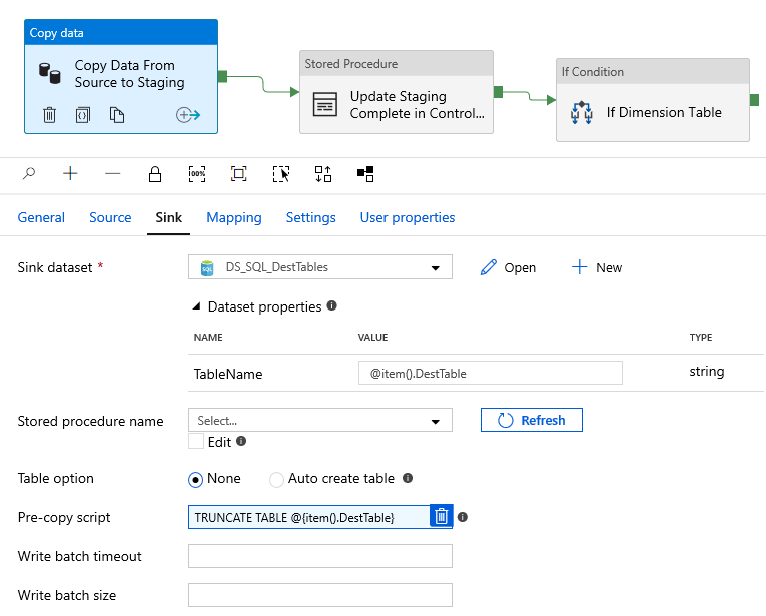 Copy data
Copy Data From
Source to Staging
Stored Procedure
Update Staging
Complete in Control...
If Condition
If Dimension Table
100%
General
Source
Sink
Mapping
Settings
User properties
Sink dataset *
SQL
DS_SQL_DestTables
Open
New
Dataset properties
NAME
VALUE
TYPE
TableName
@item().DestTable
string
Stored procedure name
Select...
Refresh
Edit
Table option
None
Auto create table
Pre-copy script
TRUNCATE TABLE @{item().DestTable}
Write batch timeout
Write batch size